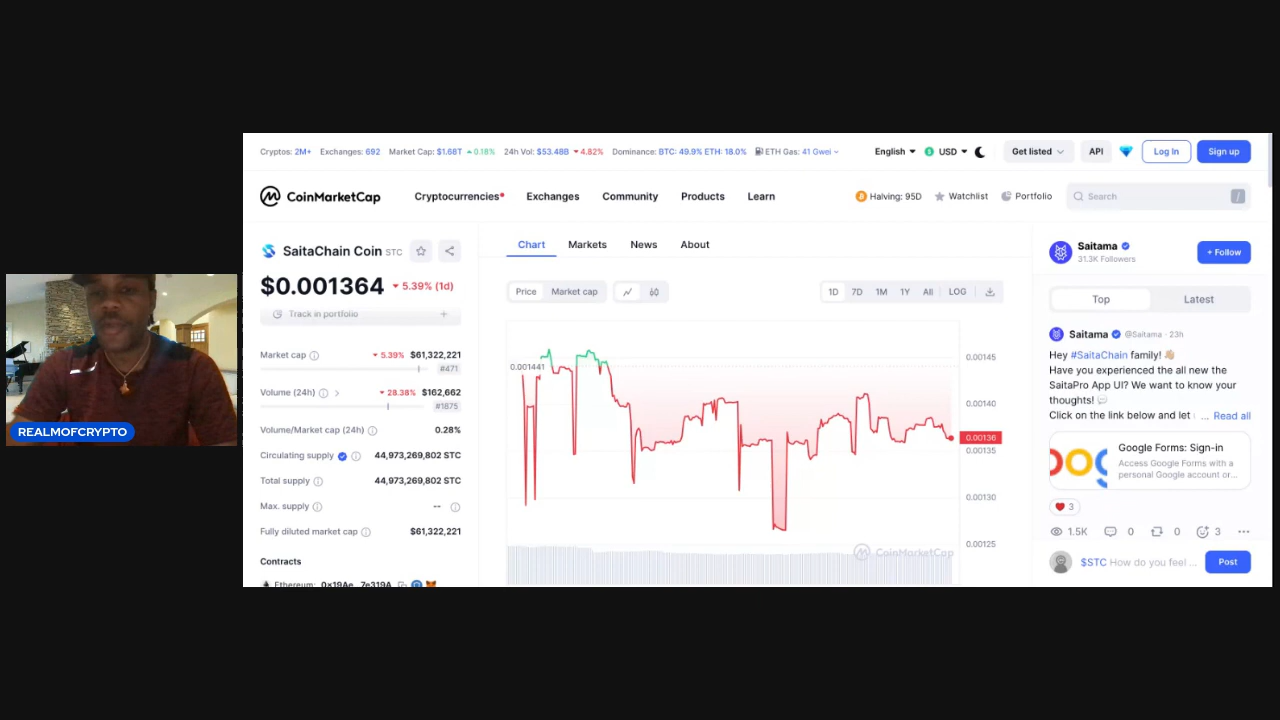 Cryptos: 2M+ Exchanges: 692 Market Cap: $1.68T 0.18% 24h Vol: $53.48B 4.82% Dominance: BTC: 49.9% ETH: 18.0% ETH Gas: 41 Gwei English USD Get listed API Log In Sign up
CoinMarketCap Cryptocurrencies Exchanges Community Products Learn Halving: 95D Watchlist Portfolio Search /
SaitaChain Coin STC
$0.001364 5.39% (1d)
Track in portfolio +
Market cap 5.39% $61,322,221
#471
Volume (24h) 28.38% $162,662
#1875
Volume/Market cap (24h) 0.28%
Circulating supply 44,973,269,802 STC
Total supply 44,973,269,802 STC
Max. supply --
Fully diluted market cap $61,322,221
Contracts
Ethereum: 0x19Ae...7e319A
Chart Markets News About
Price Market cap 1D 7D 1M 1Y All LOG
0.001441
0.00145
0.00140
0.00136
0.00135
0.00130
0.00125
CoinMarketCap
Saitama
31.3K Followers
+ Follow
Top Latest
Saitama @Saitama · 23h
Hey #SaitaChain family! 👋🏼
Have you experienced the all new the
SaitaPro App UI? We want to know your
thoughts! 💬
Click on the link below and let ... Read all
Google Forms: Sign-in
Access Google Forms with a
personal Google account or...
3
1.5K 0 0 3 ...
$STC How do you feel ... Post
REALMOFCRYPTO